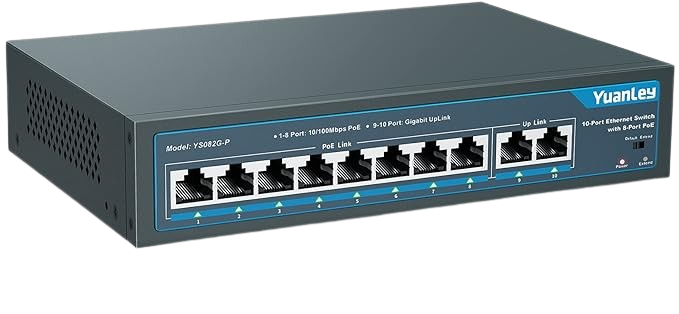 YuanLey
10-Port Ethernet Switch
with 8-Port PoE
• 1-8 Port: 10/100Mbps PoE • 9-10 Port: Gigabit UpLink
Model: YS082G-P
PoE Link
Up Link
Default Extend
Power
Extend
1 2 3 4 5 6 7 8 9 10